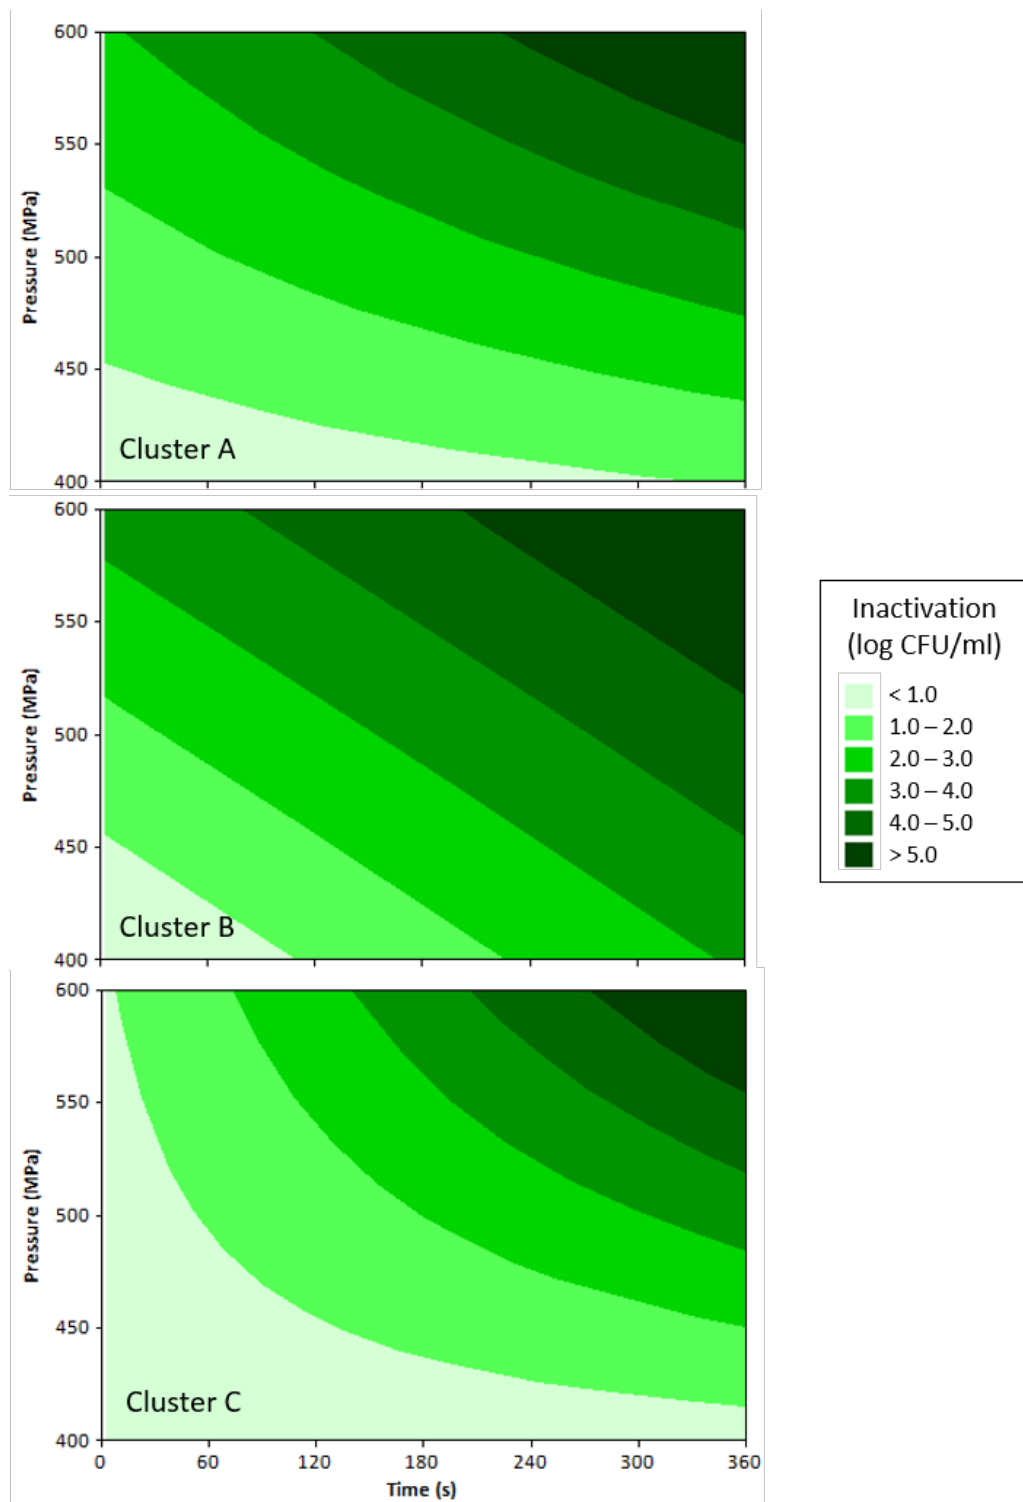 600
550
500
450
400
Pressure (MPa)
Cluster A
600
550
500
450
400
Pressure (MPa)
Cluster B
Inactivation
(log CFU/ml)
< 1.0
1.0 – 2.0
2.0 – 3.0
3.0 – 4.0
4.0 – 5.0
> 5.0
600
550
500
450
400
Pressure (MPa)
Cluster C
0 60 120 180 240 300 360
Time (s)